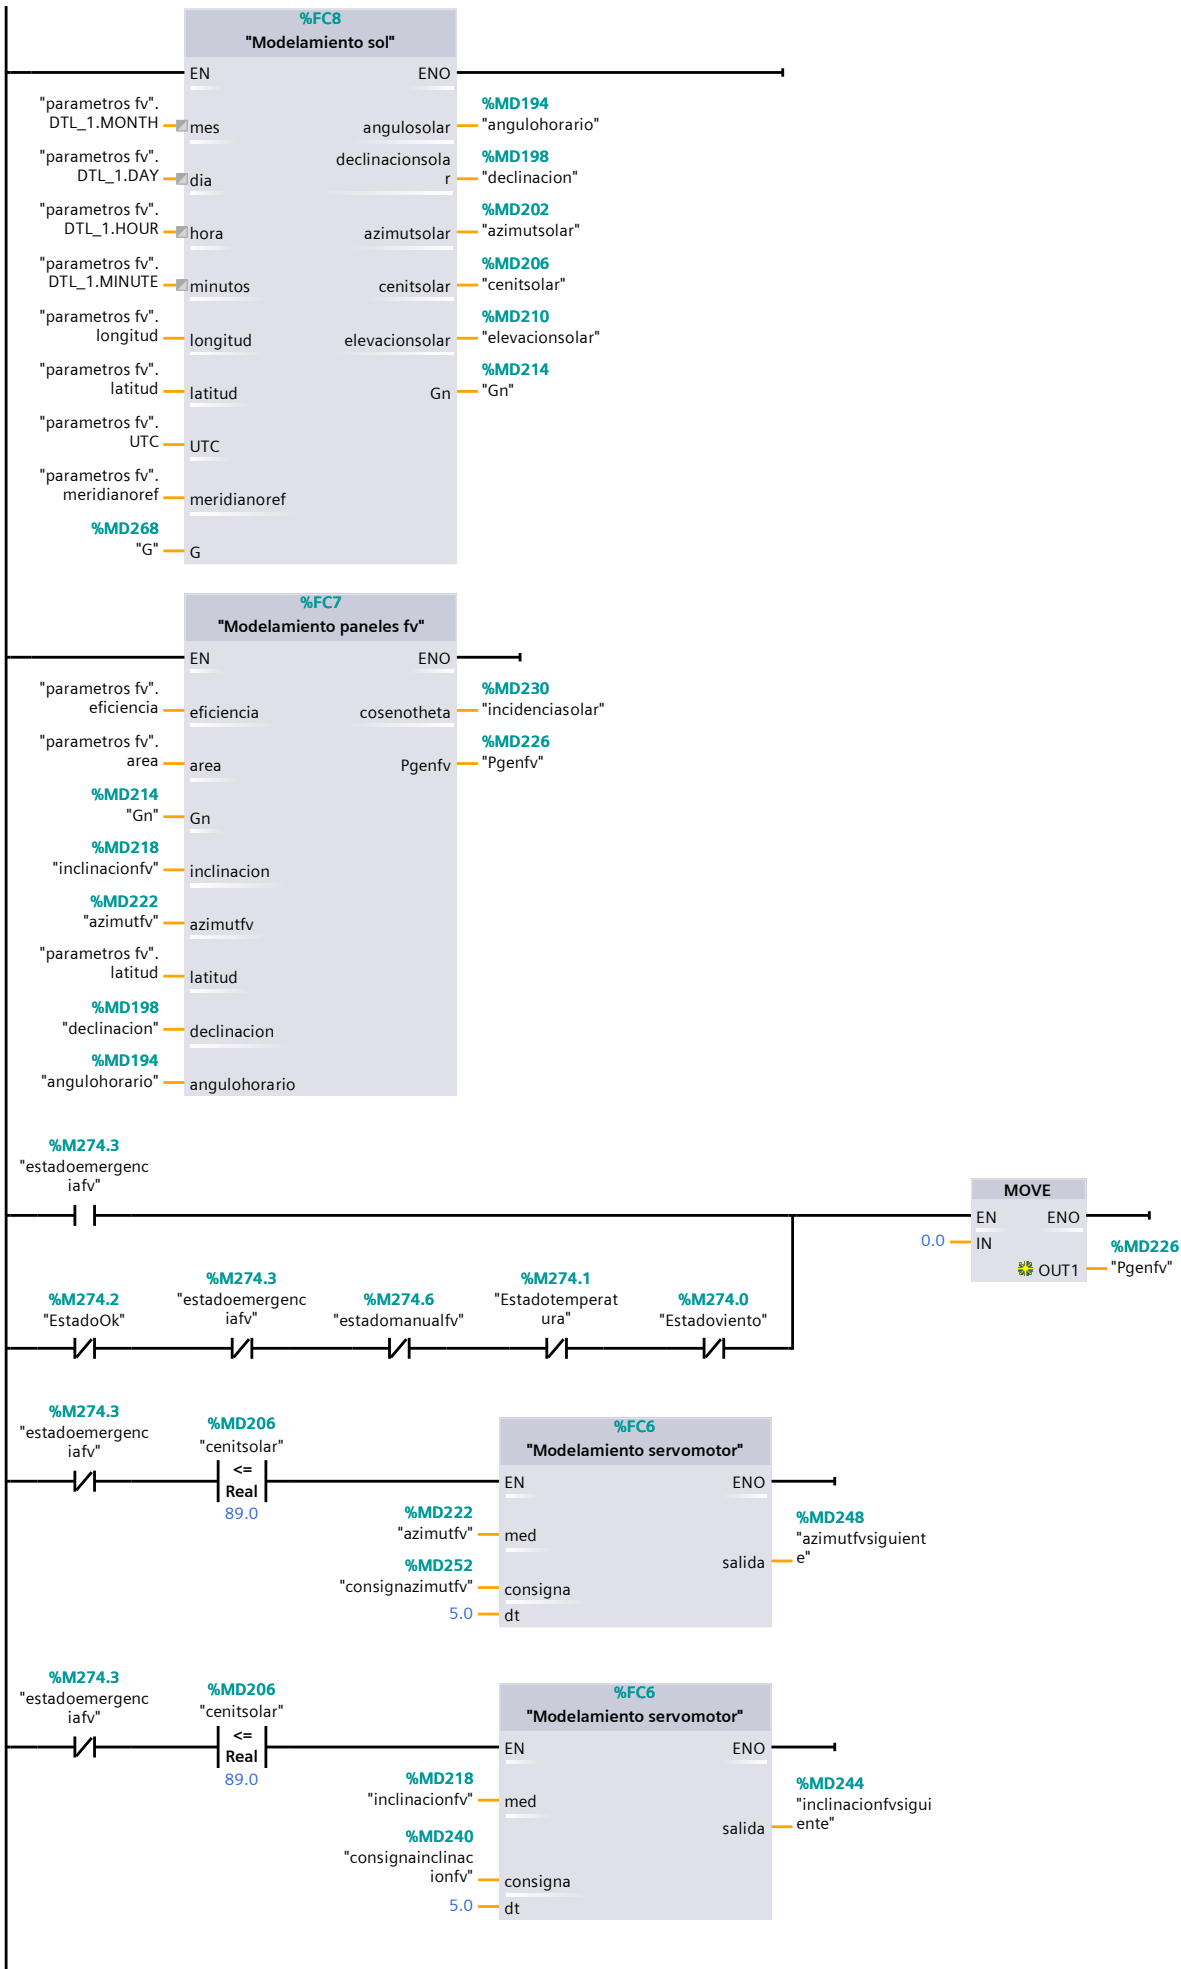 %FC8
"Modelamiento sol"
EN ENO
"parametros fv".
DTL_1.MONTH mes angulosolar %MD194
"angulohorario"
"parametros fv".
DTL_1.DAY dia declinacionsola
r %MD198
"declinacion"
"parametros fv".
DTL_1.HOUR hora azimutsolar %MD202
"azimutsolar"
"parametros fv".
DTL_1.MINUTE minutos cenitsolar %MD206
"cenitsolar"
"parametros fv".
longitud longitud elevacionsolar %MD210
"elevacionsolar"
"parametros fv".
latitud latitud Gn %MD214
"Gn"
"parametros fv".
UTC UTC
"parametros fv".
meridianoref meridianoref
%MD268
"G" G
%FC7
"Modelamiento paneles fv"
EN ENO
"parametros fv".
eficiencia eficiencia cosenotheta %MD230
"incidenciasolar"
"parametros fv".
area area Pgenfv %MD226
"Pgenfv"
%MD214
"Gn" Gn
%MD218
"inclinacionfv" inclinacion
%MD222
"azimutfv" azimutfv
"parametros fv".
latitud latitud
%MD198
"declinacion" declinacion
%MD194
"angulohorario" angulohorario
%M274.3
"estadoemergenc
iafv"
MOVE
EN ENO
0.0 IN
OUT1 %MD226
"Pgenfv"
%M274.2
"EstadoOk"
%M274.3
"estadoemergenc
iafv"
%M274.6
"estadomanualfv"
%M274.1
"Estadotemperat
ura"
%M274.0
"Estadoviento"
%M274.3
"estadoemergenc
iafv"
%MD206
"cenitsolar"
<=
Real
89.0
%FC6
"Modelamiento servomotor"
EN ENO
%MD222
"azimutfv" med
%MD252
"consignazimutfv" consigna
5.0 dt
salida %MD248
"azimutfvsiguient
e"
%M274.3
"estadoemergenc
iafv"
%MD206
"cenitsolar"
<=
Real
89.0
%FC6
"Modelamiento servomotor"
EN ENO
%MD218
"inclinacionfv" med
%MD240
"consignainclinac
ionfv" consigna
5.0 dt
salida %MD244
"inclinacionfvsigui
ente"